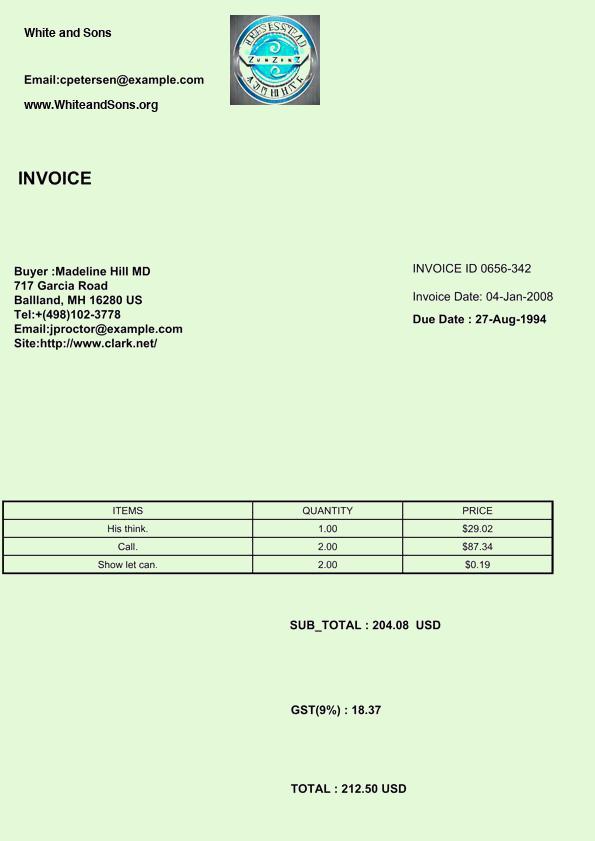 White and Sons
Email:cpetersen@example.com
www.WhiteandSons.org
INVOICE
Buyer :Madeline Hill MD
717 Garcia Road
Ballland, MH 16280 US
Tel:+(498)102-3778
Email:jproctor@example.com
Site:http://www.clark.net/
INVOICE ID 0656-342
Invoice Date: 04-Jan-2008
Due Date : 27-Aug-1994
ITEMS QUANTITY PRICE
His think. 1.00 $29.02
Call. 2.00 $87.34
Show let can. 2.00 $0.19
SUB_TOTAL : 204.08 USD
GST(9%) : 18.37
TOTAL : 212.50 USD